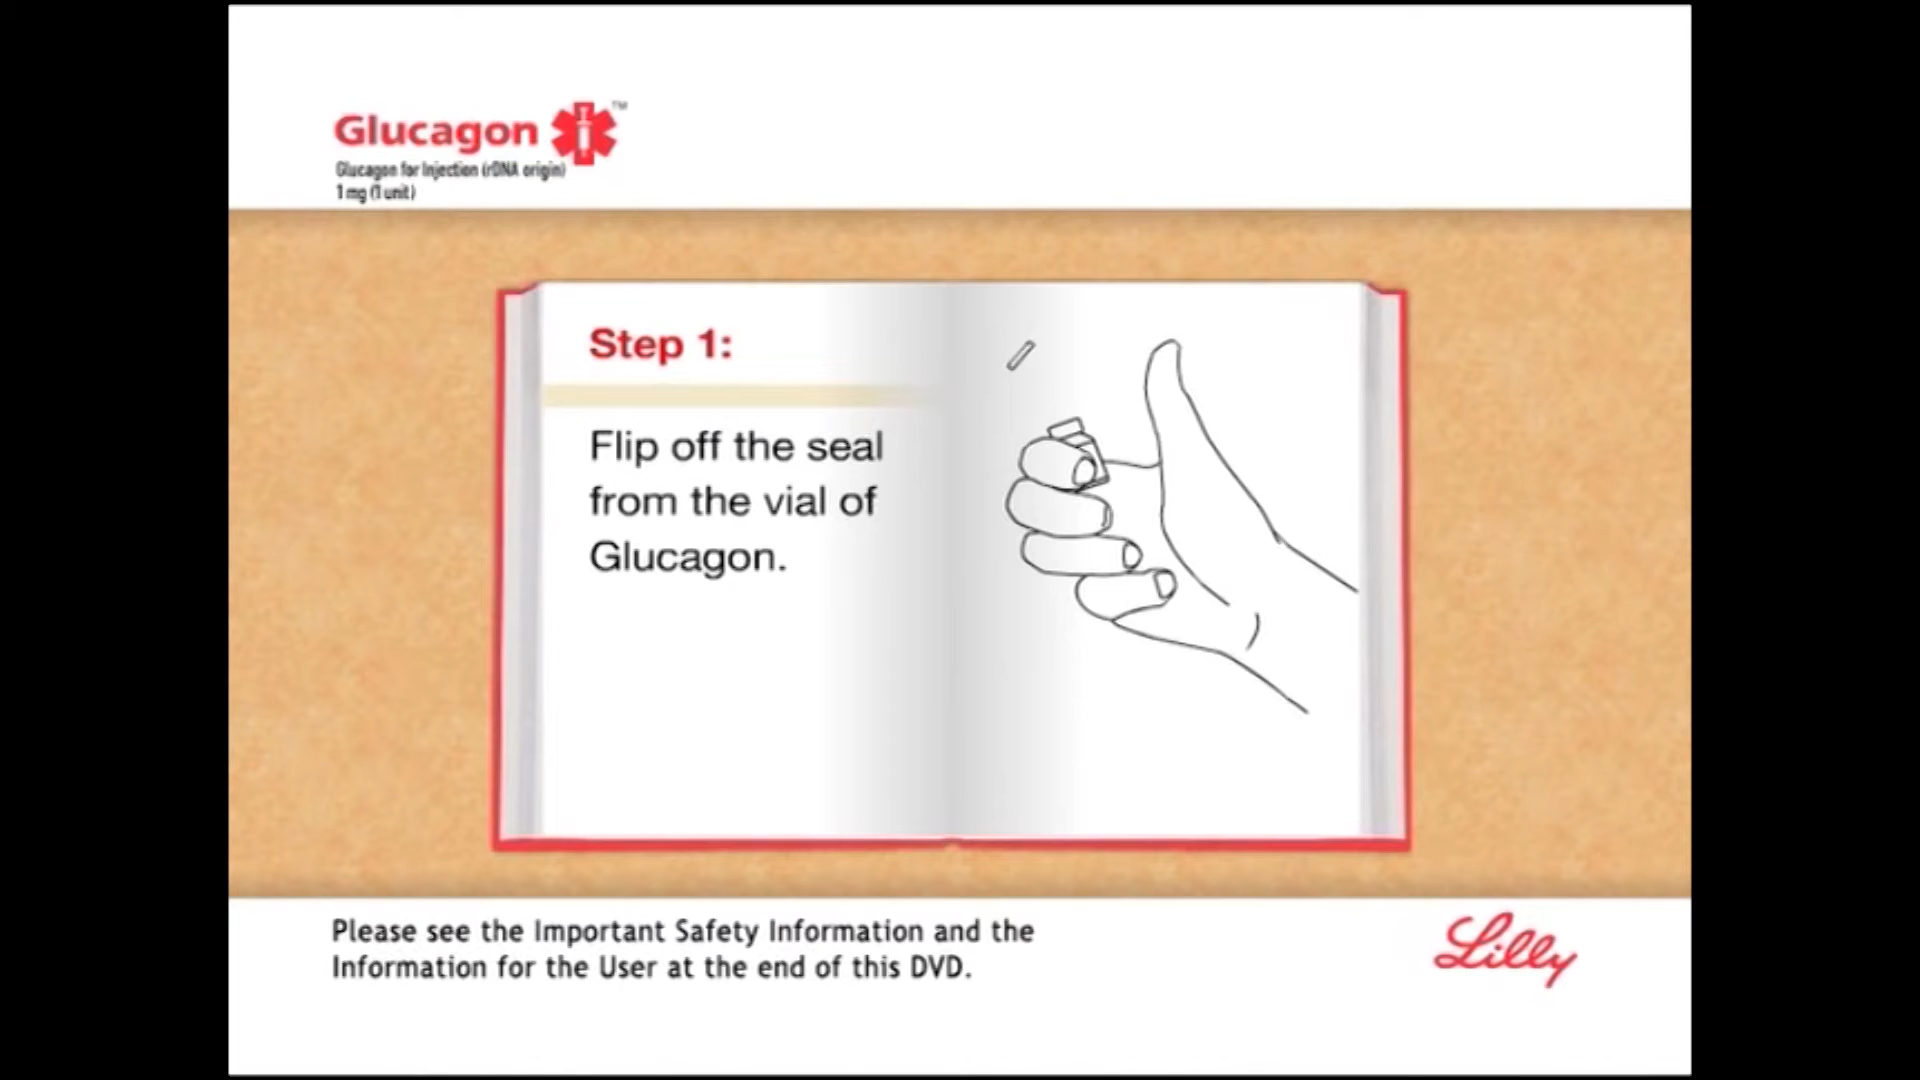 Glucagon ™
Glucagon for Injection (rDNA origin)
1 mg (1 unit)
Step 1:
Flip off the seal
from the vial of
Glucagon.
Please see the Important Safety Information and the
Information for the User at the end of this DVD.
Lilly